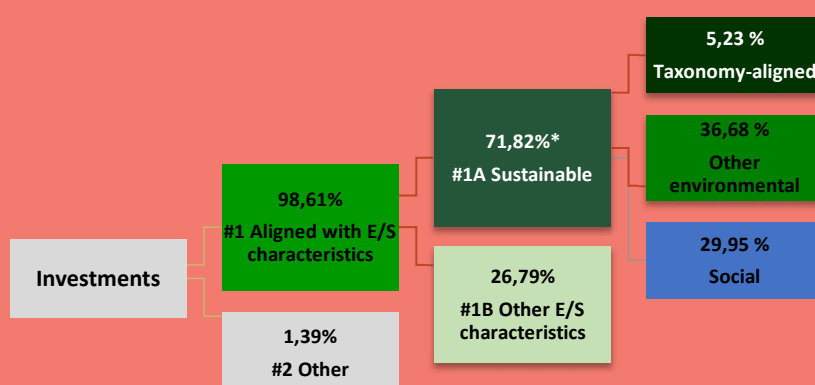 Investments
98,61%
#1 Aligned with E/S
characteristics
1,39%
#2 Other
71,82%*
#1A Sustainable
26,79%
#1B Other E/S
characteristics
5,23 %
Taxonomy-aligned
36,68 %
Other
environmental
29,95 %
Social